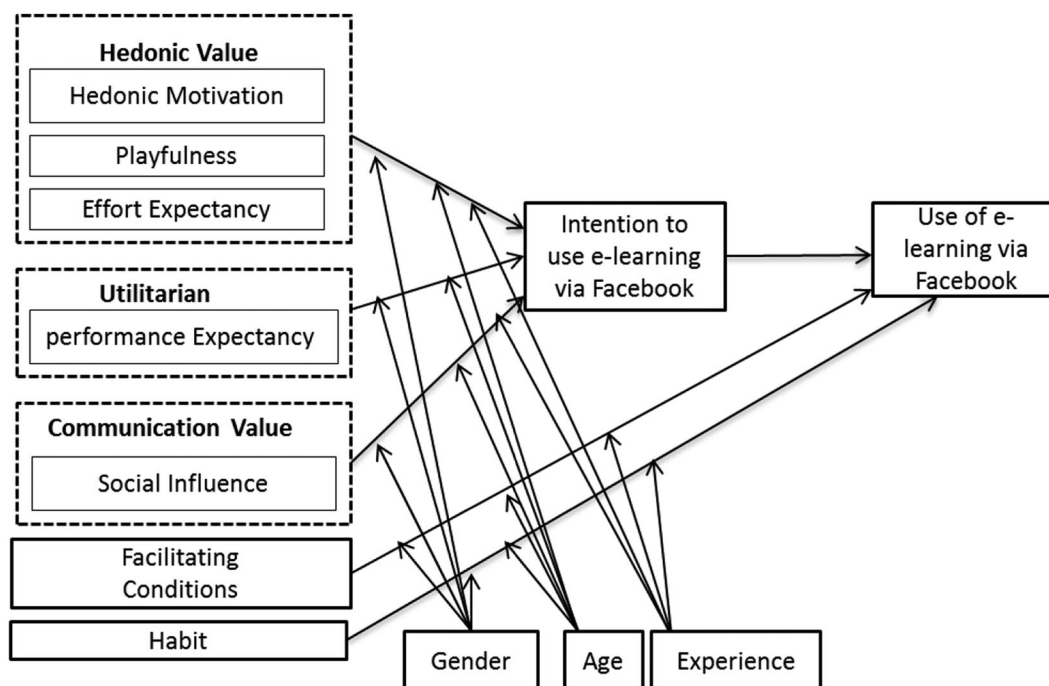 Hedonic Value
Hedonic Motivation
Playfulness
Effort Expectancy
Utilitarian
performance Expectancy
Communication Value
Social Influence
Facilitating
Conditions
Habit
Intention to
use e-learning
via Facebook
Use of e-
learning via
Facebook
Gender
Age
Experience